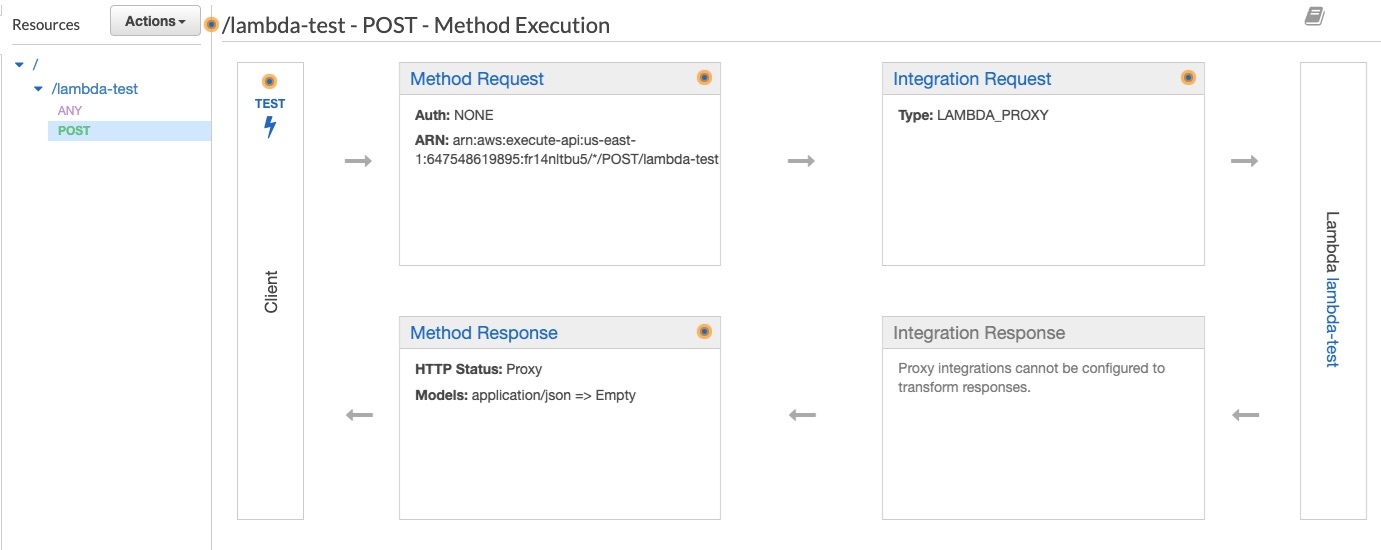 Resources
Actions
/lambda-test - POST - Method Execution
/
/lambda-test
ANY
POST
TEST
Client
Method Request
Auth: NONE
ARN: arn:aws:execute-api:us-east-
1:647548619895:fr14nltbu5/*/POST/lambda-test
Integration Request
Type: LAMBDA_PROXY
Lambda lambda-test
Method Response
HTTP Status: Proxy
Models: application/json => Empty
Integration Response
Proxy integrations cannot be configured to
transform responses.